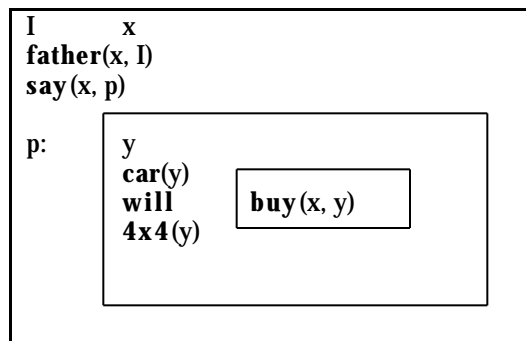 I x
father(x, I)
say(x, p)
p: y
car(y)
will buy(x, y)
4x4(y)